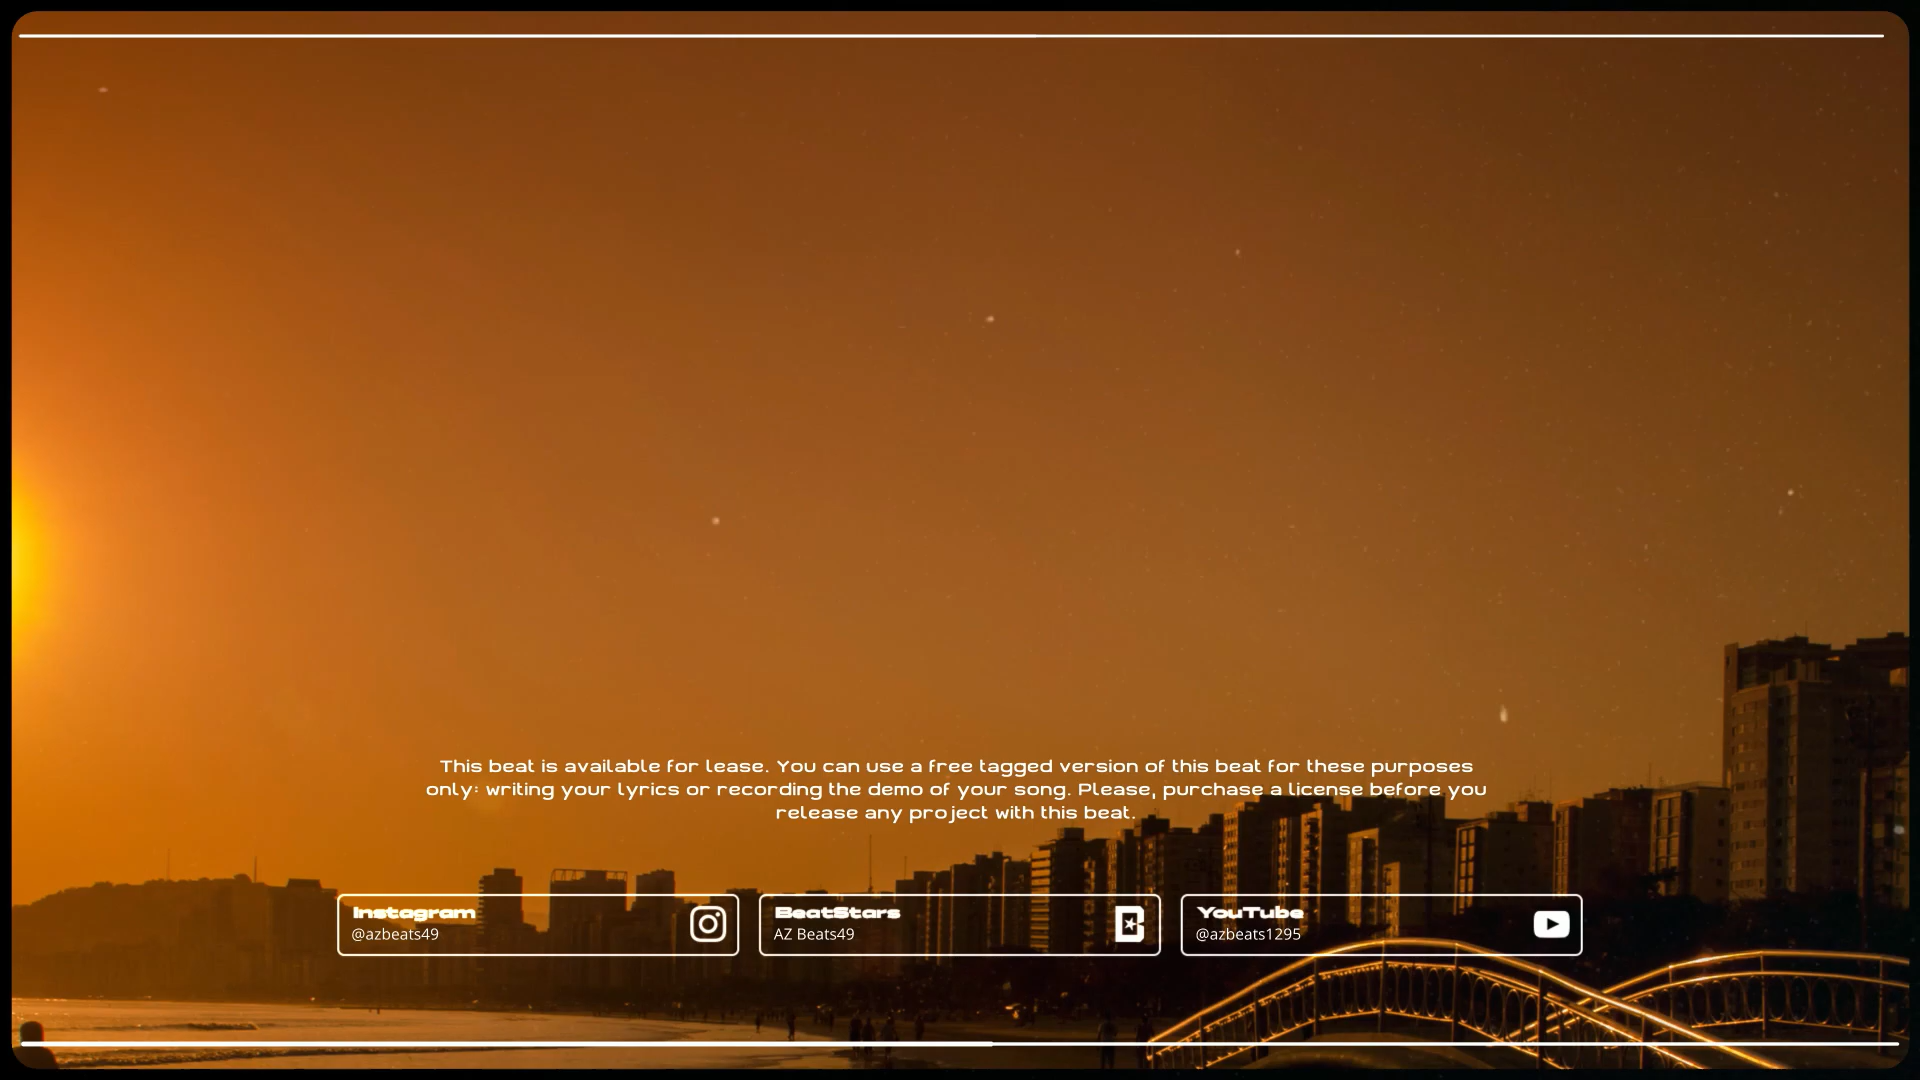 This beat is available for lease. You can use a free tagged version of this beat for these purposes
only: writing your lyrics or recording the demo of your song. Please, purchase a license before you
release any project with this beat.
Instagram
@azbeats49
BeatStars
AZ Beats49
YouTube
@azbeats1295